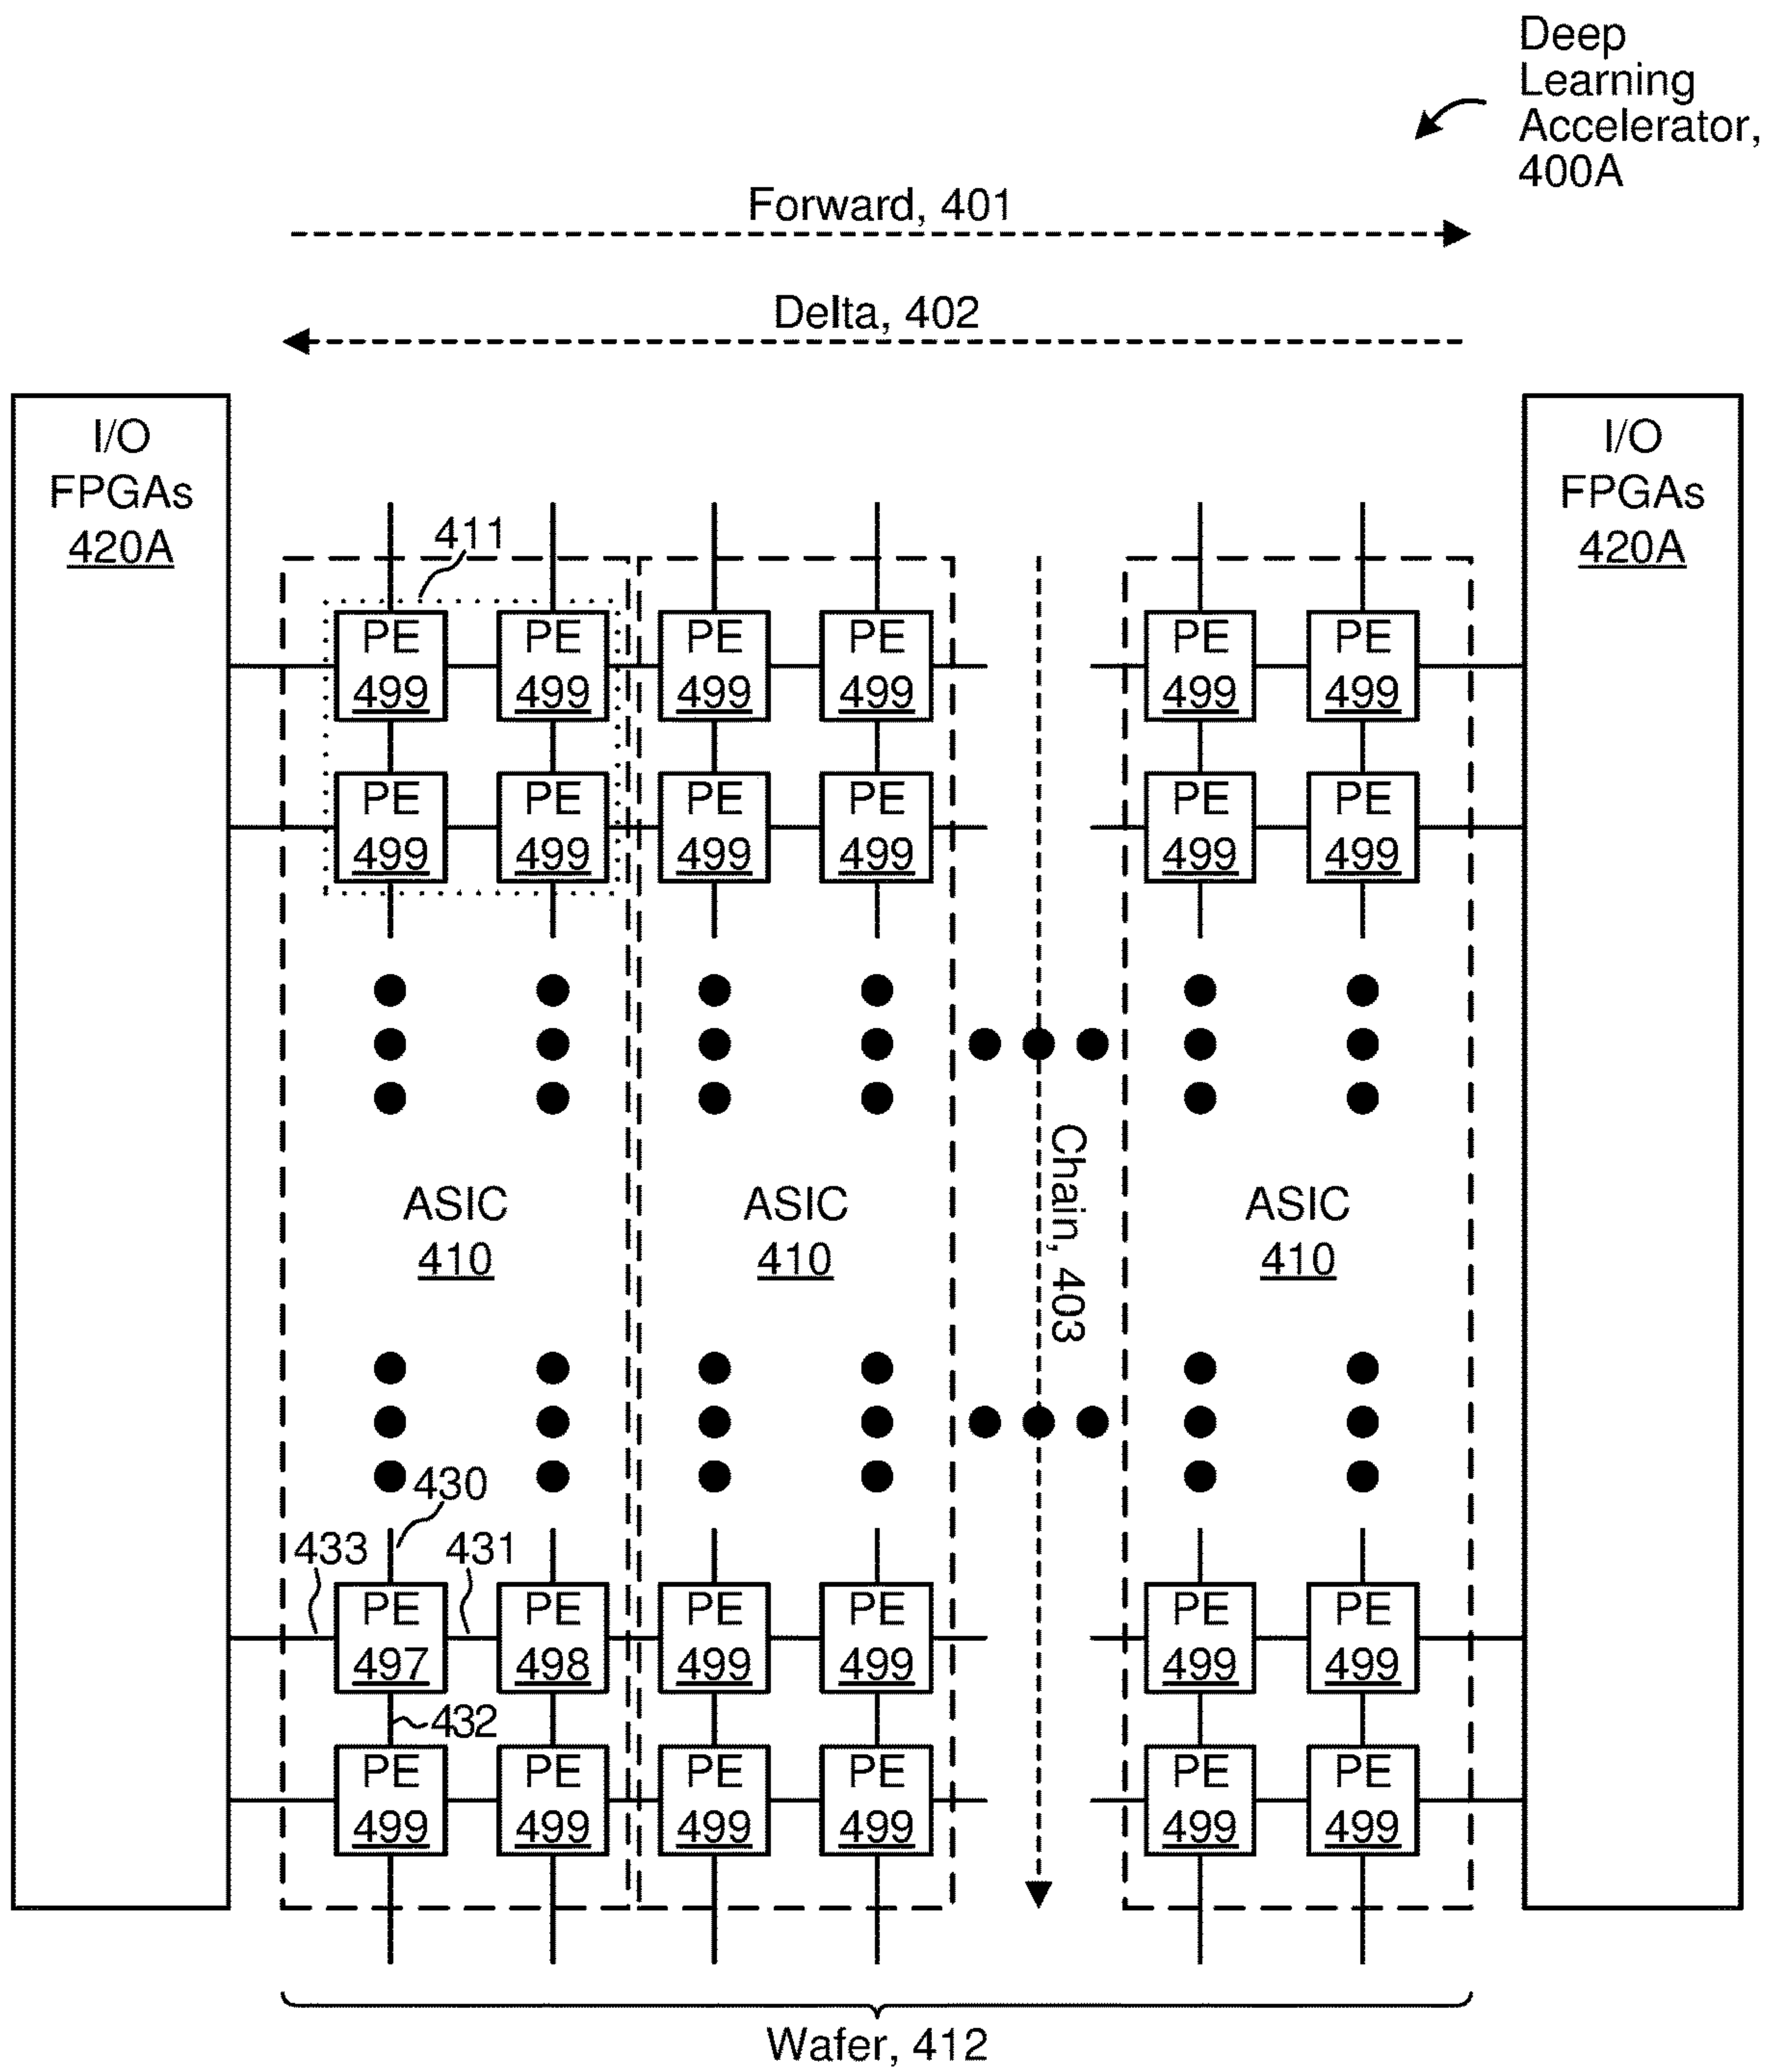 Deep
Learning
Accelerator,
400A
Forward, 401
Delta, 402
I/O
FPGAs
420A
I/O
FPGAs
420A
411
PE PE PE PE PE PE
499 499 499 499 499 499
PE PE PE PE PE PE
499 499 499 499 499 499
Chain, 403
ASIC ASIC ASIC
410 410 410
430
433 431
PE PE PE PE PE PE
497 498 499 499 499 499
432
PE PE PE PE PE PE
499 499 499 499 499 499
Wafer, 412